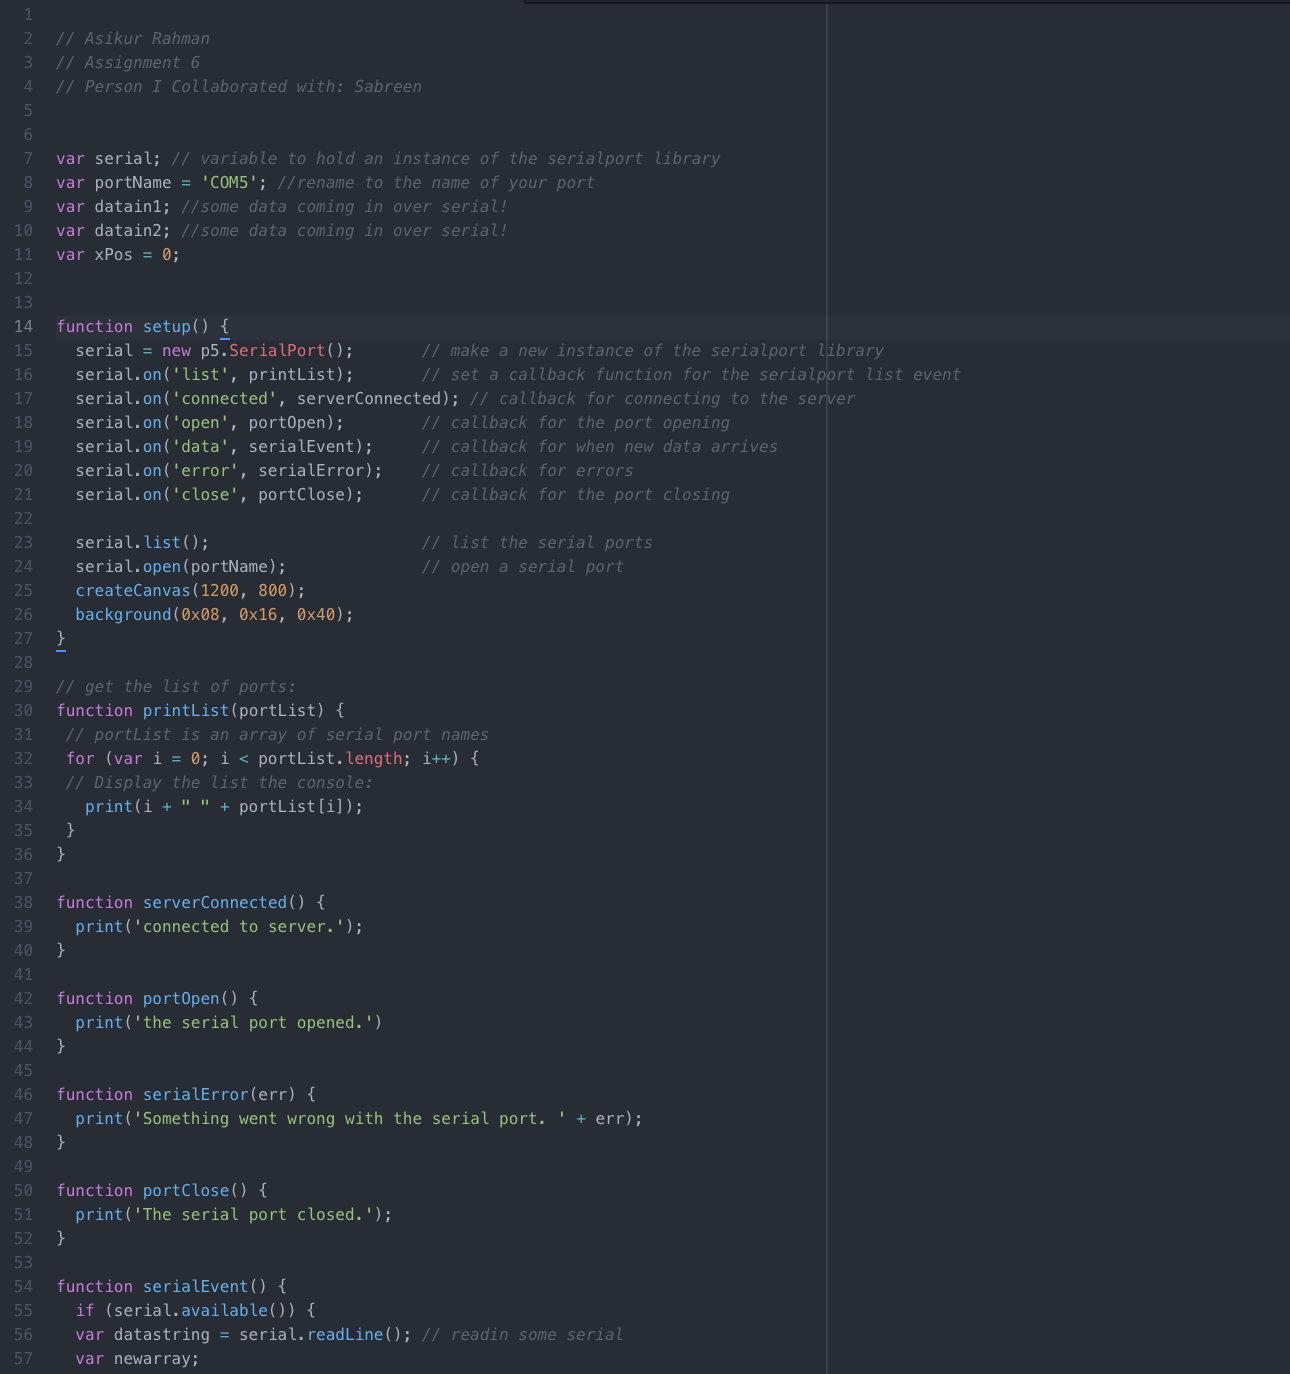 1
2 // Asikur Rahman
3 // Assignment 6
4 // Person I Collaborated with: Sabreen
5
6
7 var serial; // variable to hold an instance of the serialport library
8 var portName = 'COM5'; //rename to the name of your port
9 var datain1; //some data coming in over serial!
10 var datain2; //some data coming in over serial!
11 var xPos = 0;
12
13
14 function setup() {
15   serial = new p5.SerialPort();       // make a new instance of the serialport library
16   serial.on('list', printList);       // set a callback function for the serialport list event
17   serial.on('connected', serverConnected); // callback for connecting to the server
18   serial.on('open', portOpen);        // callback for the port opening
19   serial.on('data', serialEvent);     // callback for when new data arrives
20   serial.on('error', serialError);    // callback for errors
21   serial.on('close', portClose);      // callback for the port closing
22
23   serial.list();                      // list the serial ports
24   serial.open(portName);              // open a serial port
25   createCanvas(1200, 800);
26   background(0x08, 0x16, 0x40);
27 }
28
29 // get the list of ports:
30 function printList(portList) {
31  // portList is an array of serial port names
32  for (var i = 0; i < portList.length; i++) {
33  // Display the list the console:
34    print(i + " " + portList[i]);
35  }
36 }
37
38 function serverConnected() {
39   print('connected to server.');
40 }
41
42 function portOpen() {
43   print('the serial port opened.')
44 }
45
46 function serialError(err) {
47   print('Something went wrong with the serial port. ' + err);
48 }
49
50 function portClose() {
51   print('The serial port closed.');
52 }
53
54 function serialEvent() {
55   if (serial.available()) {
56   var datastring = serial.readLine(); // readin some serial
57   var newarray;